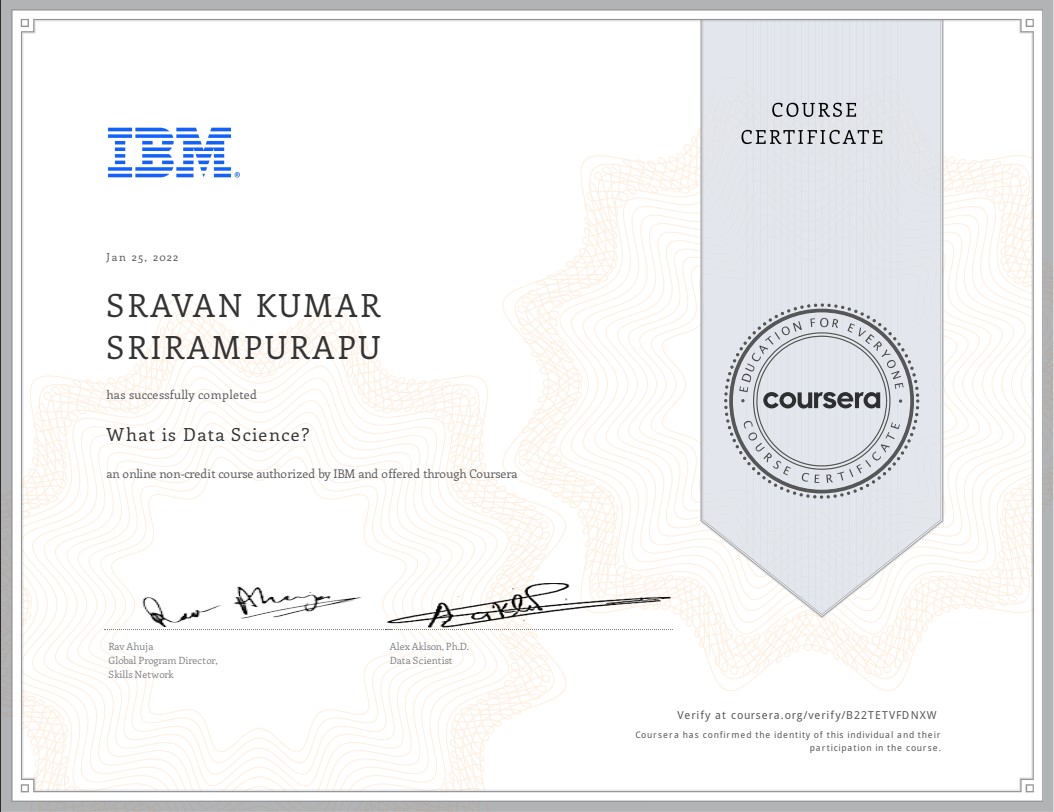 COURSE
CERTIFICATE
IBM®
Jan 25, 2022
SRAVAN KUMAR
SRIRAMPURAPU
has successfully completed
What is Data Science?
an online non-credit course authorized by IBM and offered through Coursera
EDUCATION FOR EVERYONE
coursera
COURSE CERTIFICATE
Rav Ahuja
Global Program Director,
Skills Network
Alex Aklson, Ph.D.
Data Scientist
Verify at coursera.org/verify/B22TETVFDNXW
Coursera has confirmed the identity of this individual and their
participation in the course.